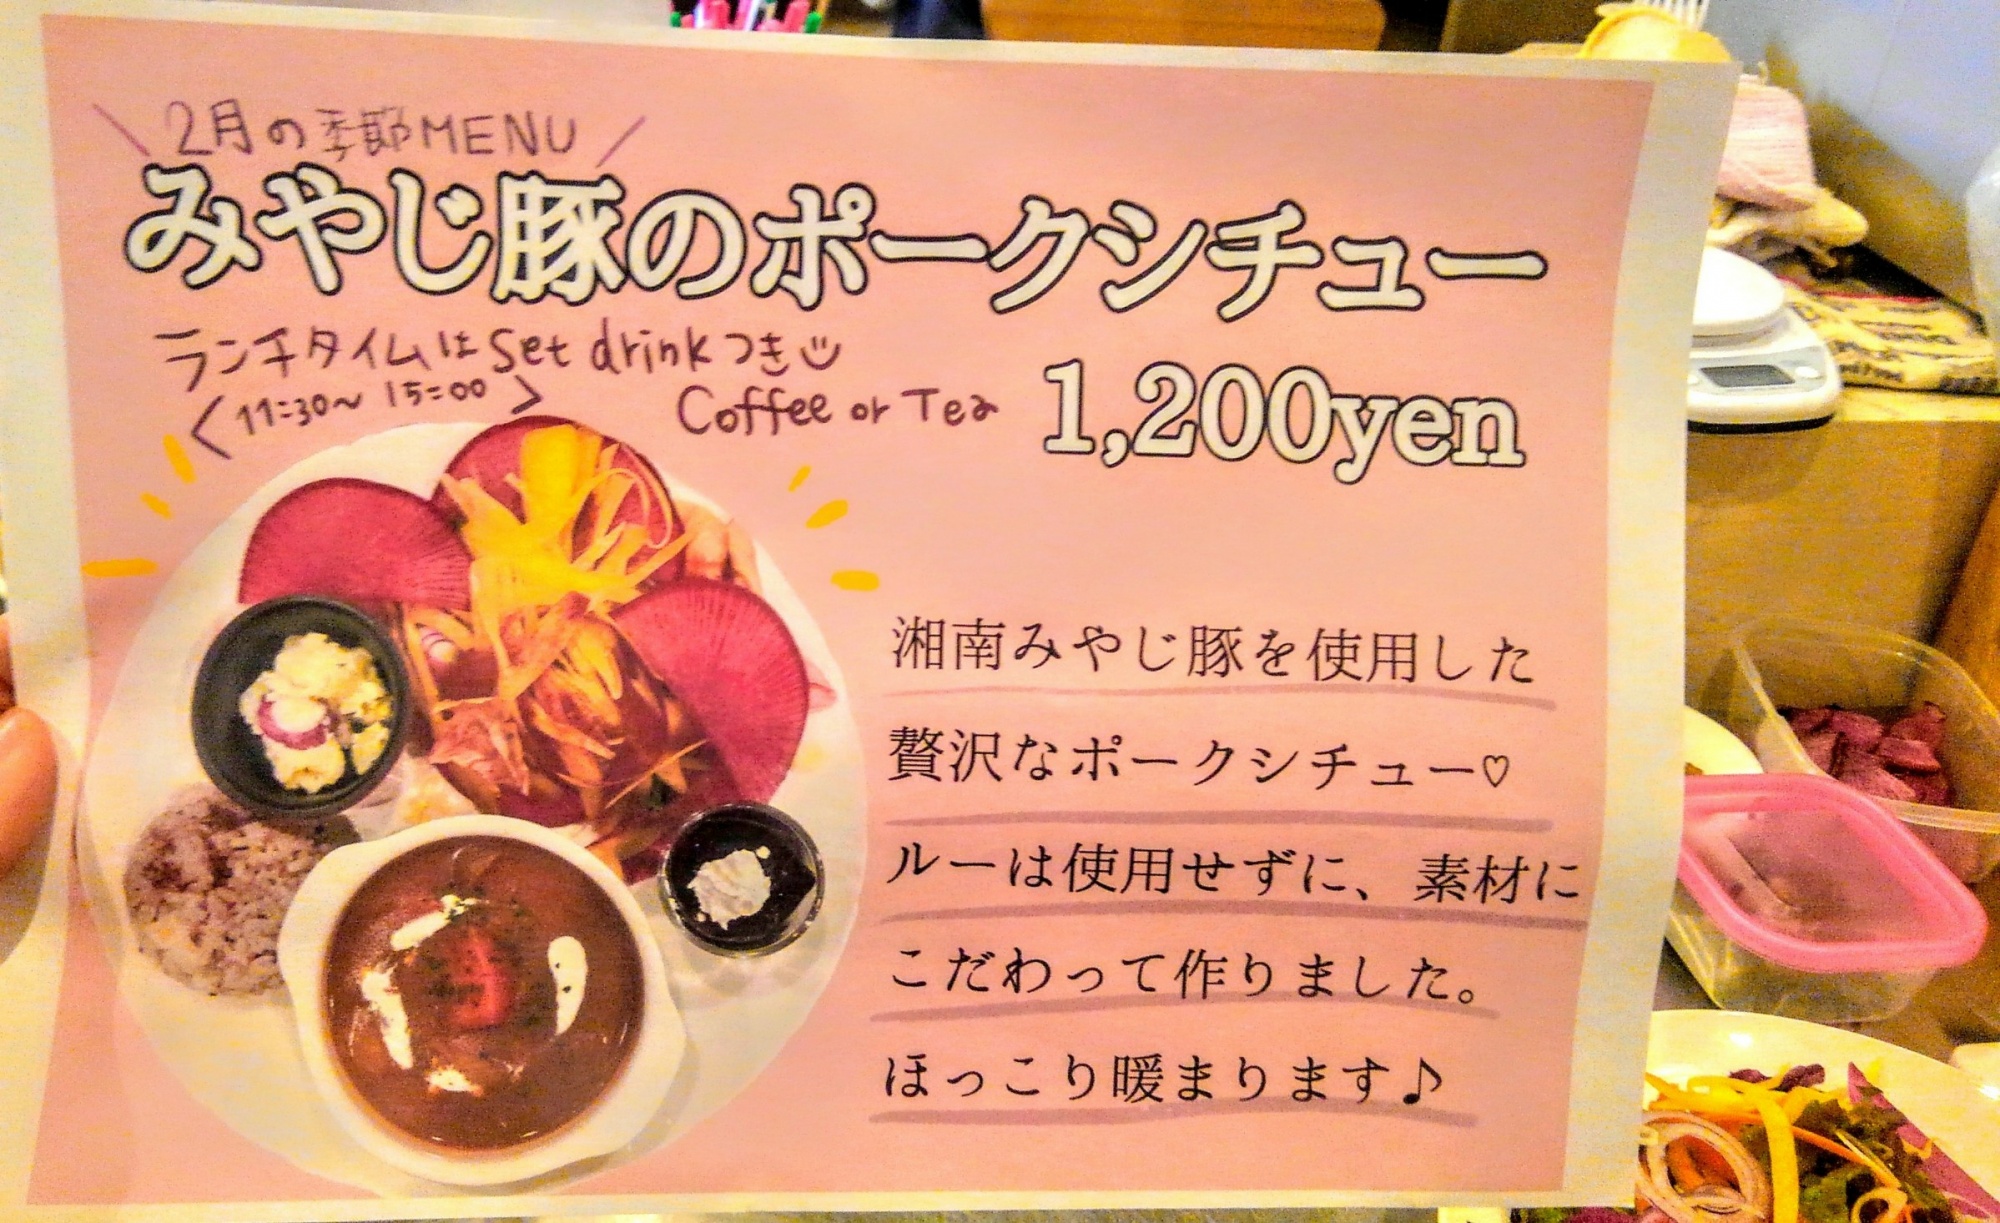 2月の季節MENU
みやじ豚のポークシチュー
ランチタイムはSet drinkつき
<11:30~15:00>
Coffee or Tea
1,200yen
湘南みやじ豚を使用した
贅沢なポークシチュー♡
ルーは使用せずに、素材に
こだわって作りました。
ほっこり暖まります♪